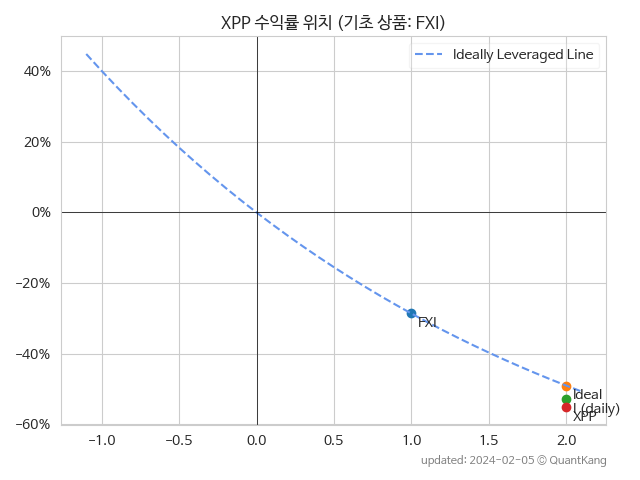 XPP 수익률 위치 (기초 상품: FXI)
Ideally Leveraged Line
40%
20%
0%
−20%
−40%
−60%
FXI
Ideal
I (daily)
XPP
−1.0 −0.5 0.0 0.5 1.0 1.5 2.0
updated: 2024-02-05 © QuantKang